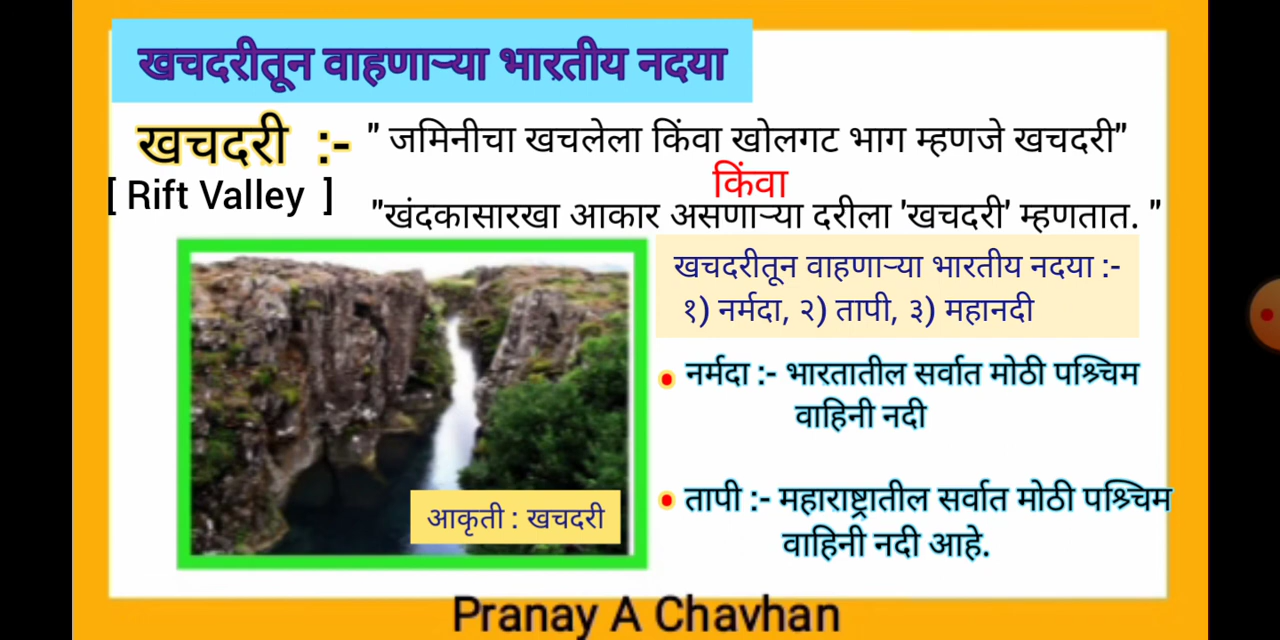 खचदरीतून वाहणाऱ्या भारतीय नदया
खचदरी :- " जमिनीचा खचलेला किंवा खोलगट भाग म्हणजे खचदरी"
[ Rift Valley ]
किंवा
"खंदकासारखा आकार असणाऱ्या दरीला 'खचदरी' म्हणतात. "
खचदरीतून वाहणाऱ्या भारतीय नदया :-
१) नर्मदा, २) तापी, ३) महानदी
नर्मदा :- भारतातील सर्वात मोठी पश्चिम
वाहिनी नदी
तापी :- महाराष्ट्रातील सर्वात मोठी पश्चिम
वाहिनी नदी आहे.
आकृती : खचदरी
Pranay A Chavhan